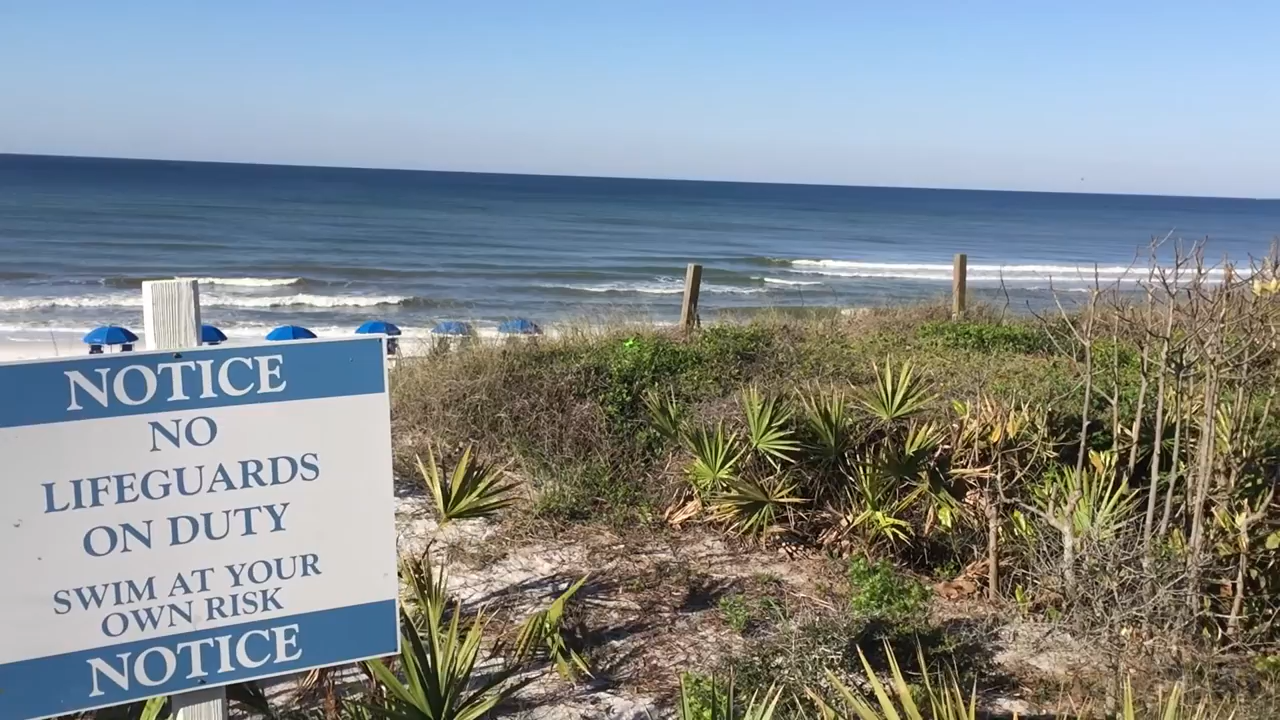 NOTICE
NO
LIFEGUARDS
ON DUTY
SWIM AT YOUR
OWN RISK
NOTICE